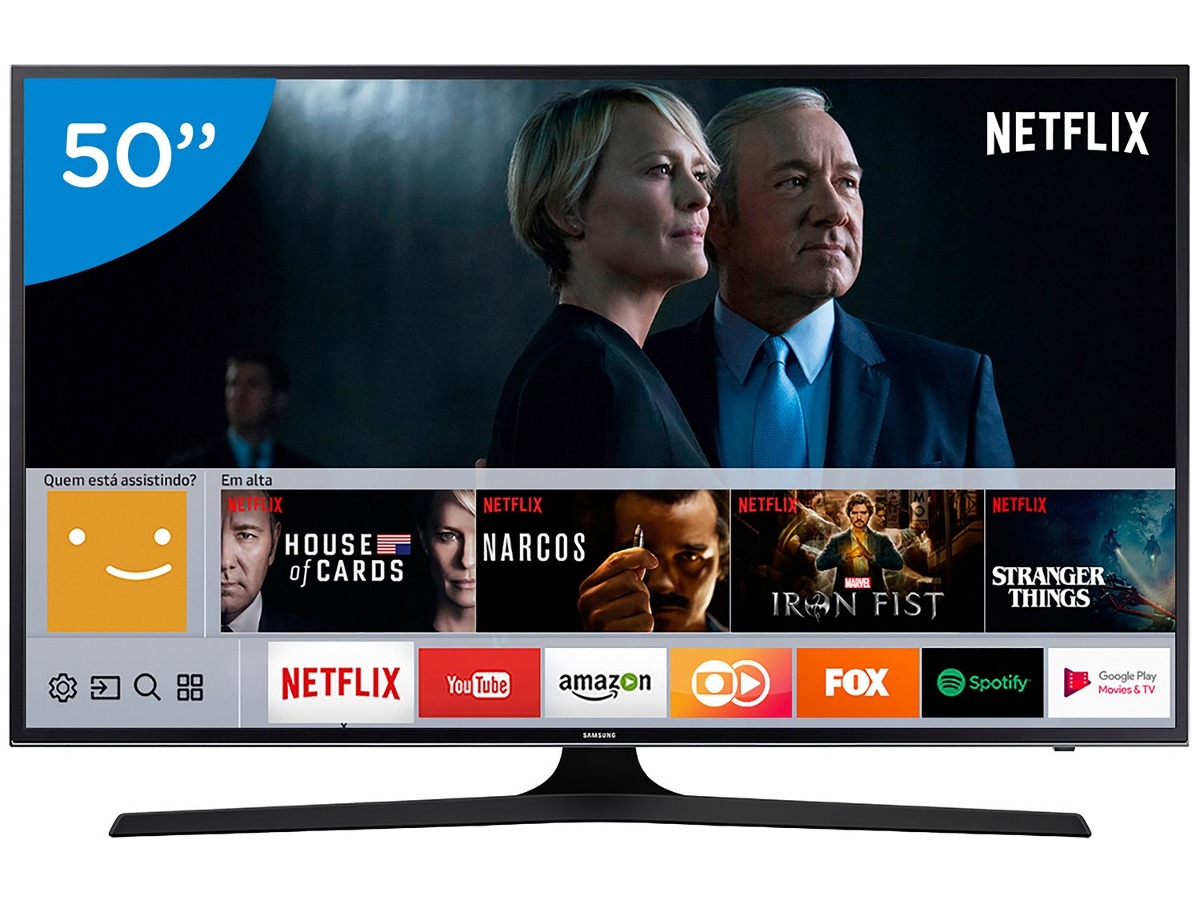 50”
NETFLIX
Quem está assistindo?
Em alta
NETFLIX
HOUSE
of CARDS
NETFLIX
NARCOS
NETFLIX
MARVEL
IRON FIST
NETFLIX
STRANGER
THINGS
NETFLIX
YouTube
amazon
FOX
Spotify
Google Play
Movies & TV
SAMSUNG